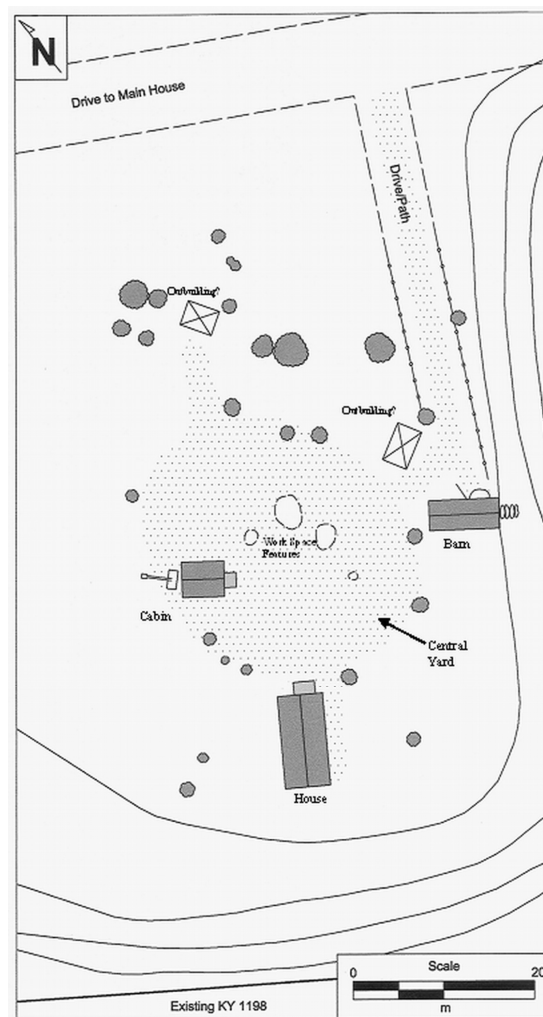 N
Drive to Main House
Drive/Path
Outbuilding?
Outbuilding?
Work Space
Features
Barn
Cabin
Central
Yard
House
Scale
0 20
m
Existing KY 1198